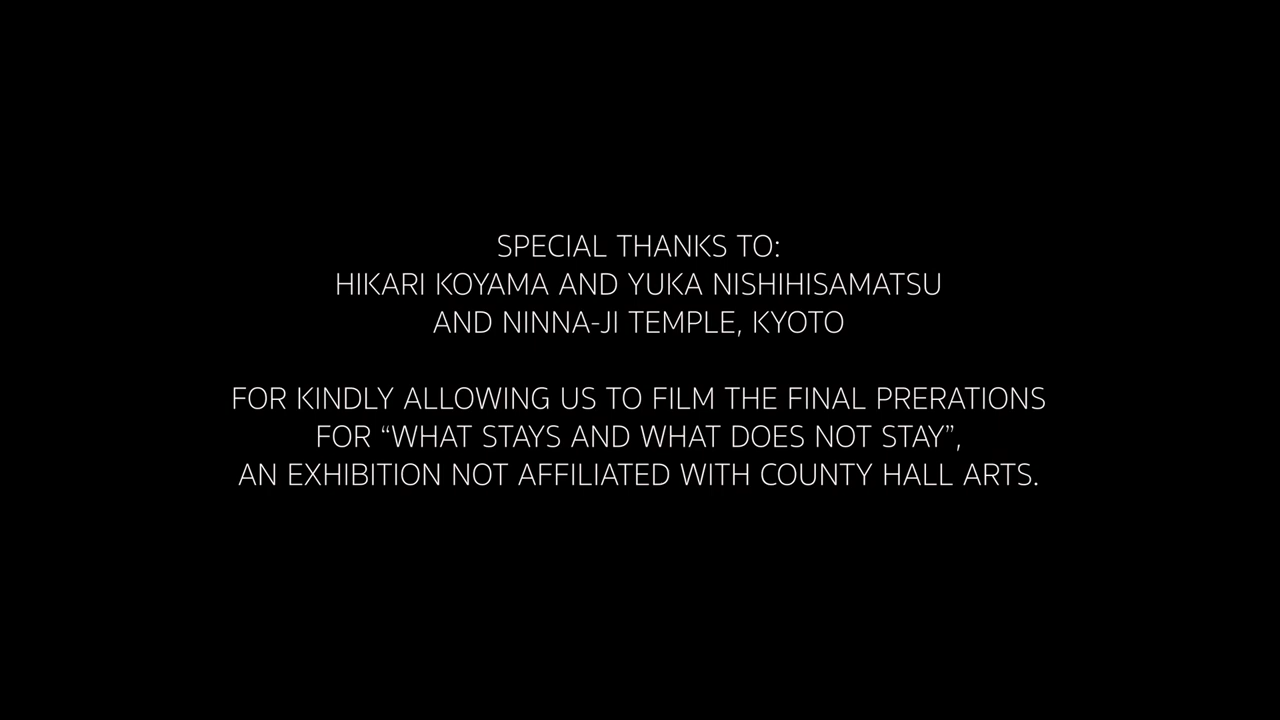 SPECIAL THANKS TO:
HIKARI KOYAMA AND YUKA NISHIHISAMATSU
AND NINNA-JI TEMPLE, KYOTO
FOR KINDLY ALLOWING US TO FILM THE FINAL PRERATIONS
FOR “WHAT STAYS AND WHAT DOES NOT STAY”,
AN EXHIBITION NOT AFFILIATED WITH COUNTY HALL ARTS.